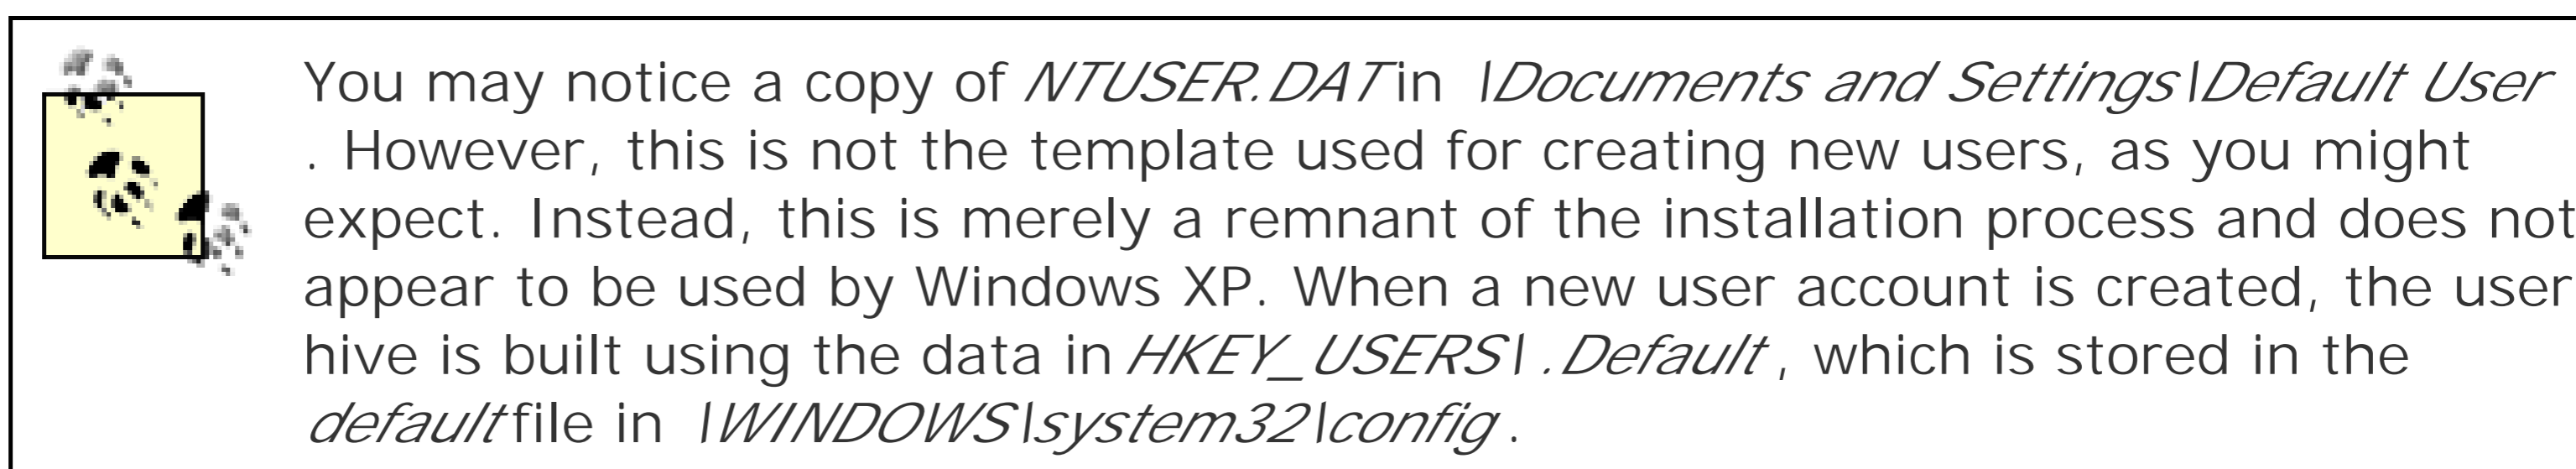 You may notice a copy of NTUSER.DAT in \Documents and Settings\Default User
. However, this is not the template used for creating new users, as you might
expect. Instead, this is merely a remnant of the installation process and does not
appear to be used by Windows XP. When a new user account is created, the user
hive is built using the data in HKEY_USERS\.Default, which is stored in the
default file in \WINDOWS\system32\config.